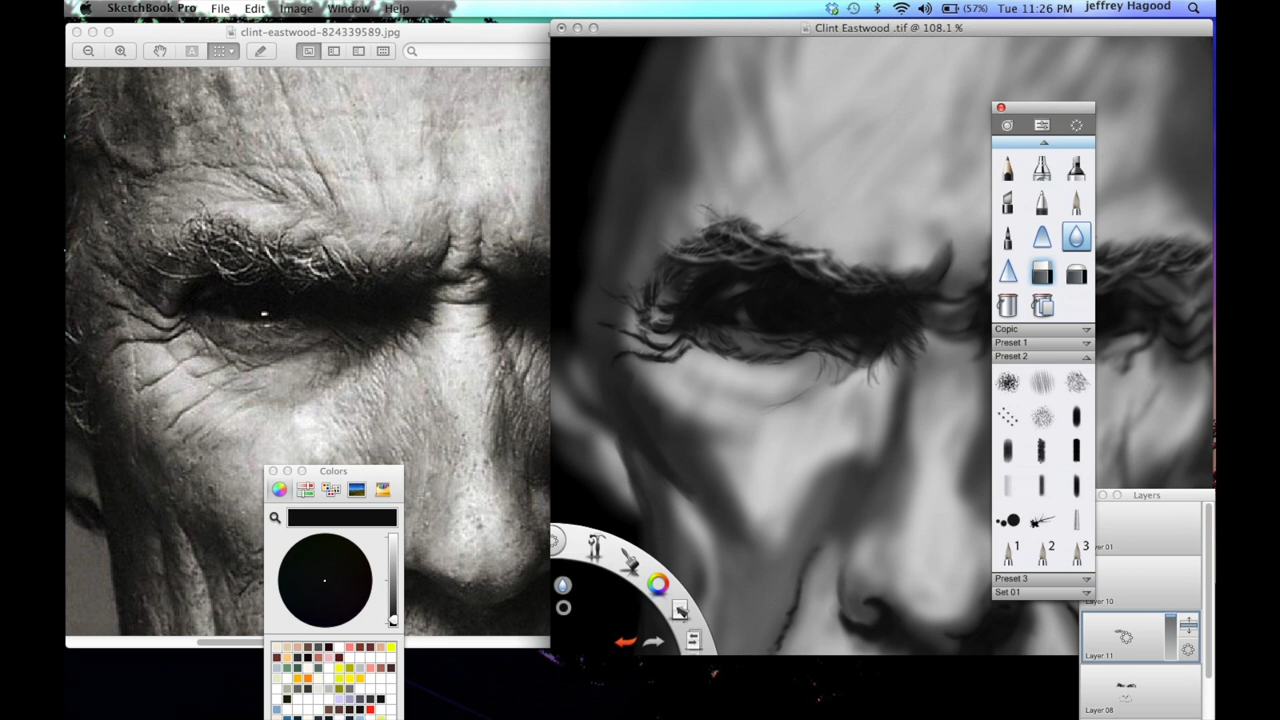 SketchBook Pro File Edit Image Window Help (57%) Tue 11:26 PM jeffrey Hagood
clint-eastwood-824339589.jpg
Clint Eastwood .tif @ 108.1 %
A
Copic
Preset 1
Preset 2
1 2 3
Preset 3
Set 01
Colors
Layers
yer 01
Layer 10
Layer 11
Layer 08